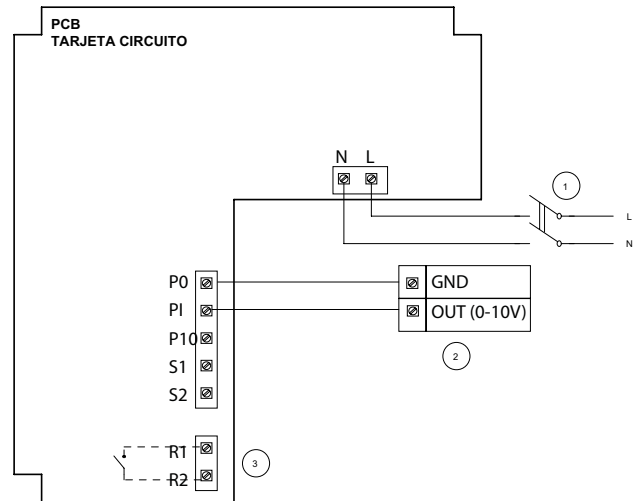 PCB
TARJETA CIRCUITO
N L
1
L
N
P0
GND
PI
OUT (0-10V)
P10
2
S1
S2
R1
3
R2